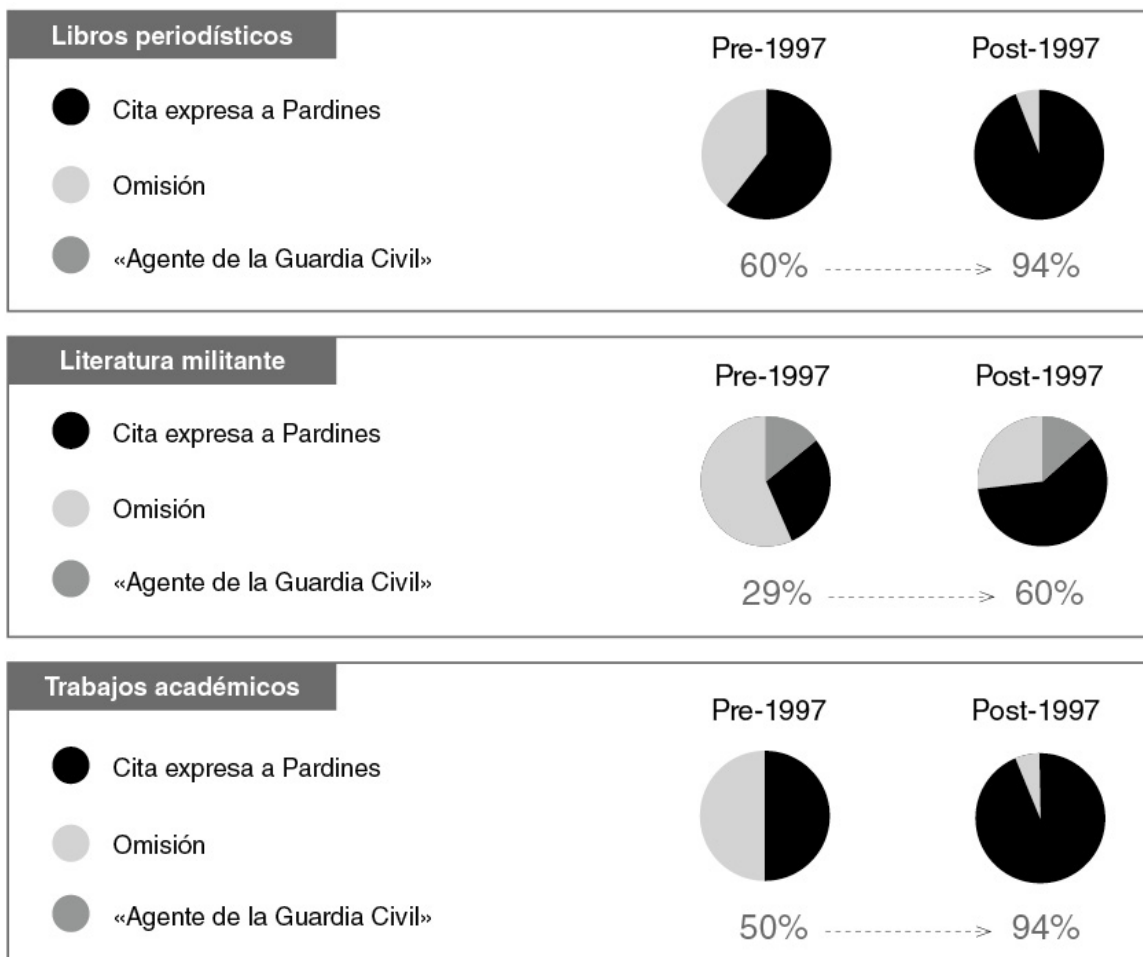 Libros periodísticos
Pre-1997
Post-1997
Cita expresa a Pardines
Omisión
«Agente de la Guardia Civil»
60%
94%
Literatura militante
Pre-1997
Post-1997
Cita expresa a Pardines
Omisión
«Agente de la Guardia Civil»
29%
60%
Trabajos académicos
Pre-1997
Post-1997
Cita expresa a Pardines
Omisión
«Agente de la Guardia Civil»
50%
94%